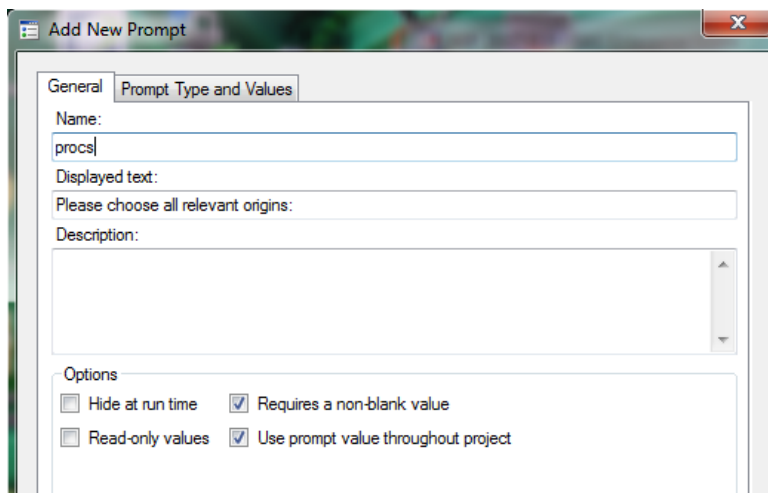 Add New Prompt
General Prompt Type and Values
Name:
procs
Displayed text:
Please choose all relevant origins:
Description:
Options
Hide at run time Requires a non-blank value
Read-only values Use prompt value throughout project